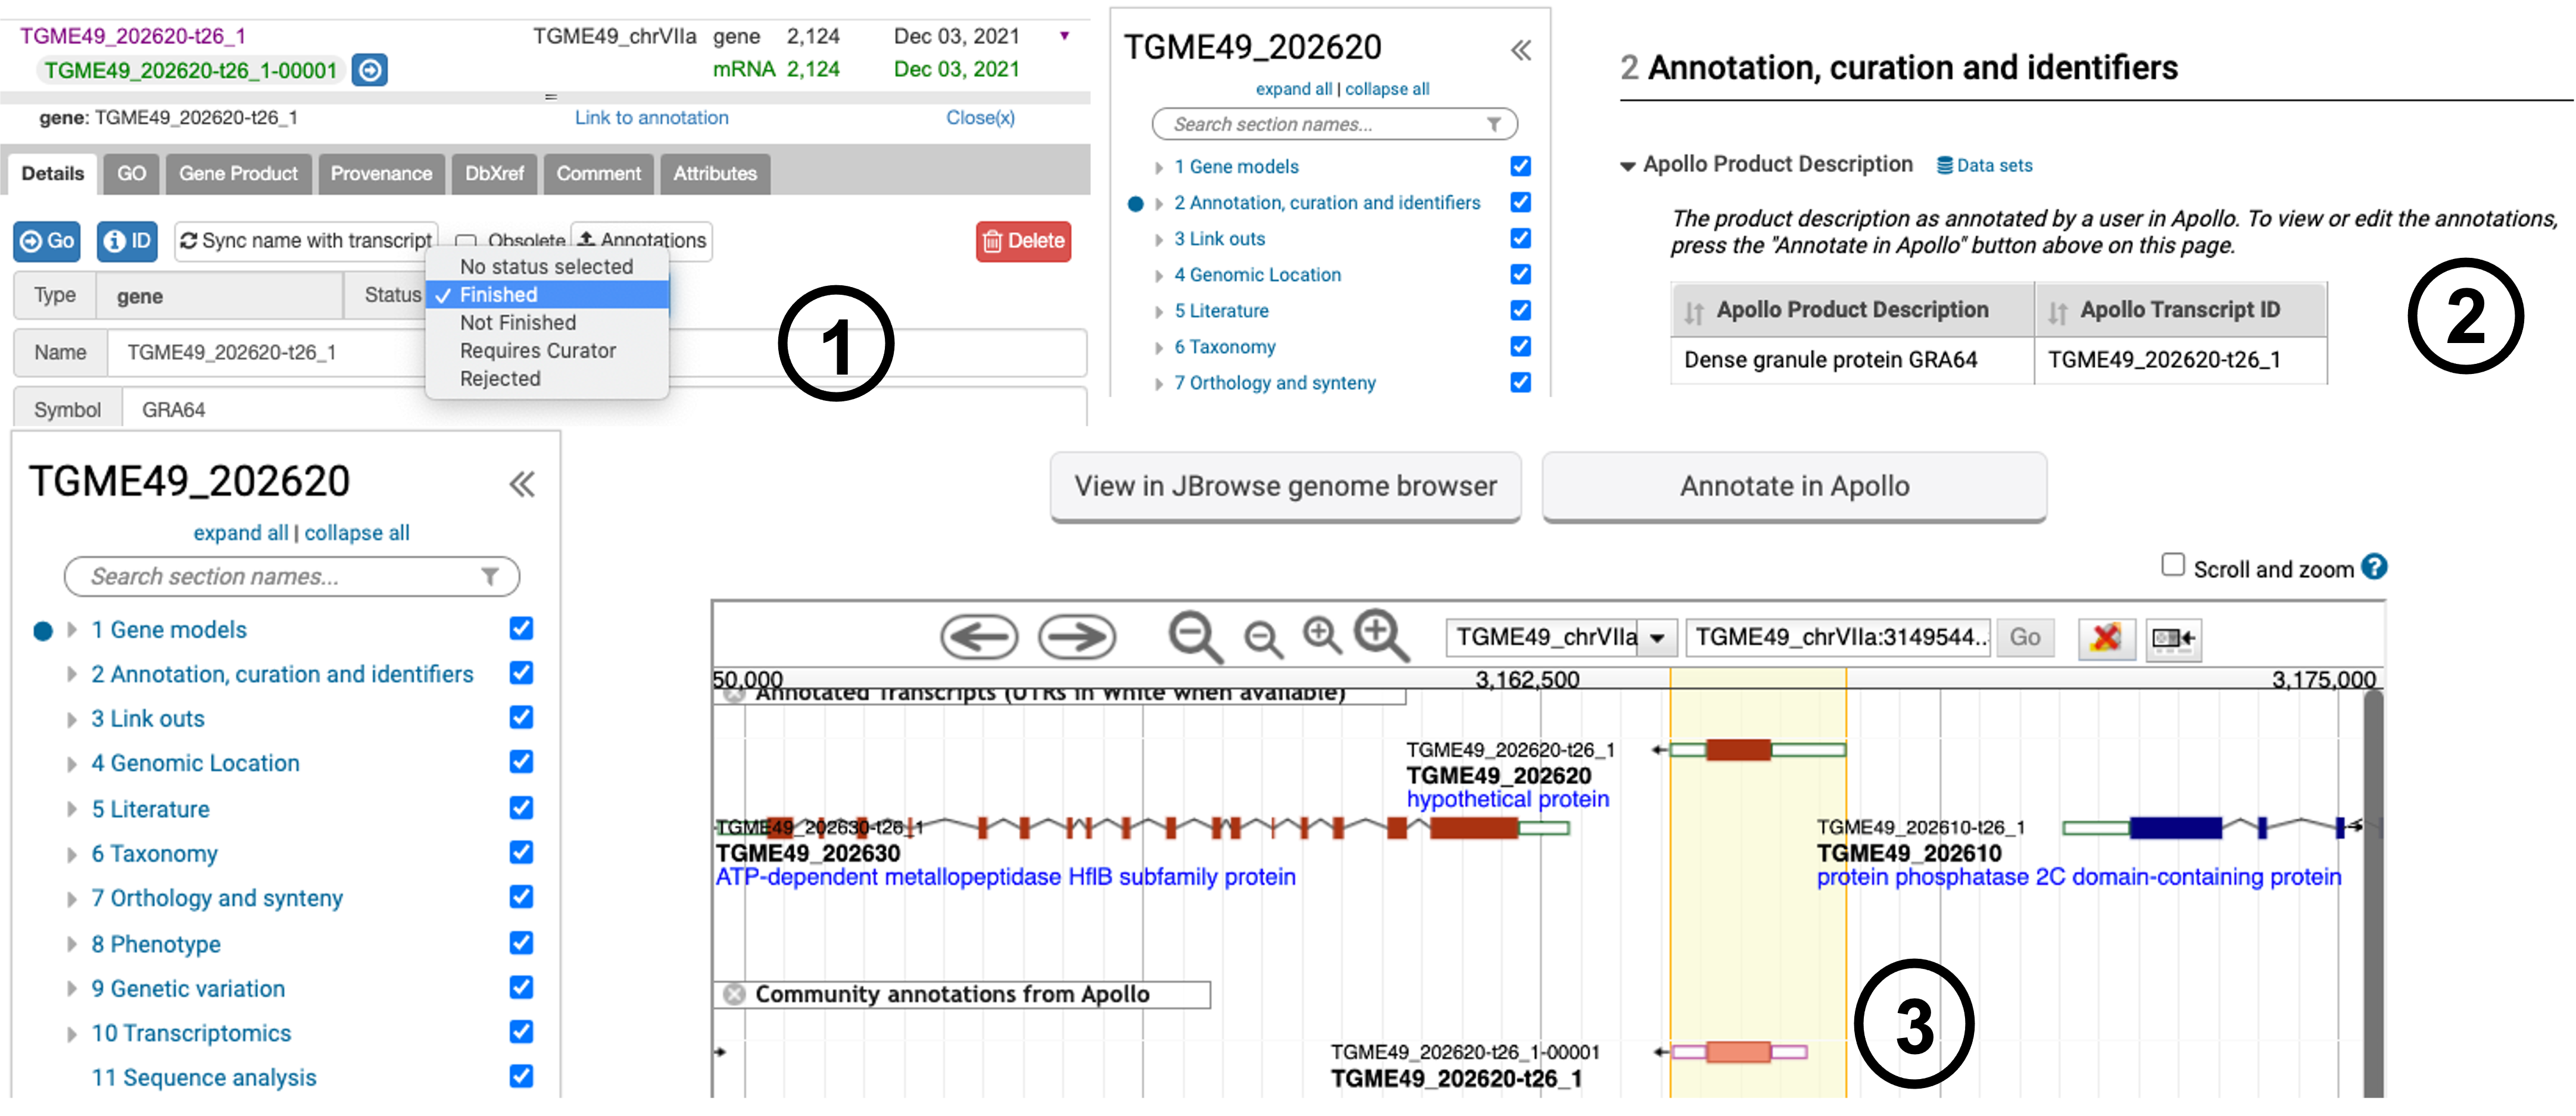 TGME49_202620-t26_1 TGME49_chrVIIa gene 2,124 Dec 03, 2021
TGME49_202620-t26_1-00001 mRNA 2,124 Dec 03, 2021
gene: TGME49_202620-t26_1 Link to annotation Close(x)
Details GO Gene Product Provenance DbXref Comment Attributes
Go ID Sync name with transcript Obsolete Annotations Delete
No status selected
Type gene Status Finished
Not Finished
Requires Curator
Rejected
Name TGME49_202620-t26_1
Symbol GRA64
1
TGME49_202620
expand all | collapse all
Search section names...
1 Gene models
2 Annotation, curation and identifiers
3 Link outs
4 Genomic Location
5 Literature
6 Taxonomy
7 Orthology and synteny
2 Annotation, curation and identifiers
Apollo Product Description Data sets
The product description as annotated by a user in Apollo. To view or edit the annotations,
press the "Annotate in Apollo" button above on this page.
Apollo Product Description Apollo Transcript ID
Dense granule protein GRA64 TGME49_202620-t26_1
2
TGME49_202620
expand all | collapse all
Search section names...
1 Gene models
2 Annotation, curation and identifiers
3 Link outs
4 Genomic Location
5 Literature
6 Taxonomy
7 Orthology and synteny
8 Phenotype
9 Genetic variation
10 Transcriptomics
11 Sequence analysis
View in JBrowse genome browser Annotate in Apollo
Scroll and zoom ?
TGME49_chrVIIa TGME49_chrVIIa:3149544.. Go
50,000 3,162,500 3,175,000
Annotated Transcripts (UTRs in White when available)
TGME49_202620-t26_1
TGME49_202620
hypothetical protein
TGME49_202630-t26_1
TGME49_202630
ATP-dependent metallopeptidase HflB subfamily protein
TGME49_202610-t26_1
TGME49_202610
protein phosphatase 2C domain-containing protein
Community annotations from Apollo
TGME49_202620-t26_1-00001
TGME49_202620-t26_1
3